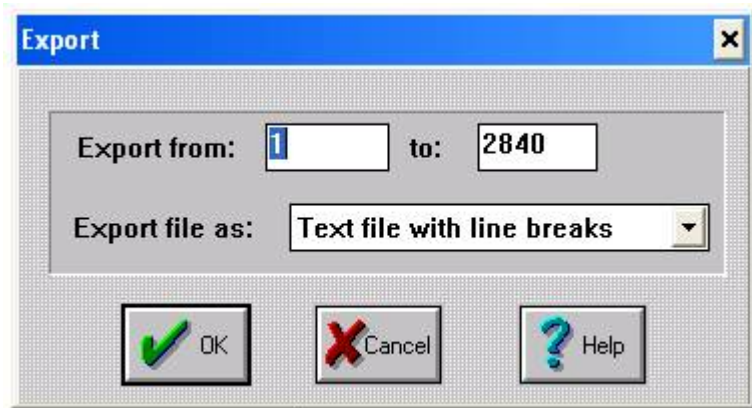 Export
Export from: 1 to: 2840
Export file as: Text file with line breaks
OK Cancel Help